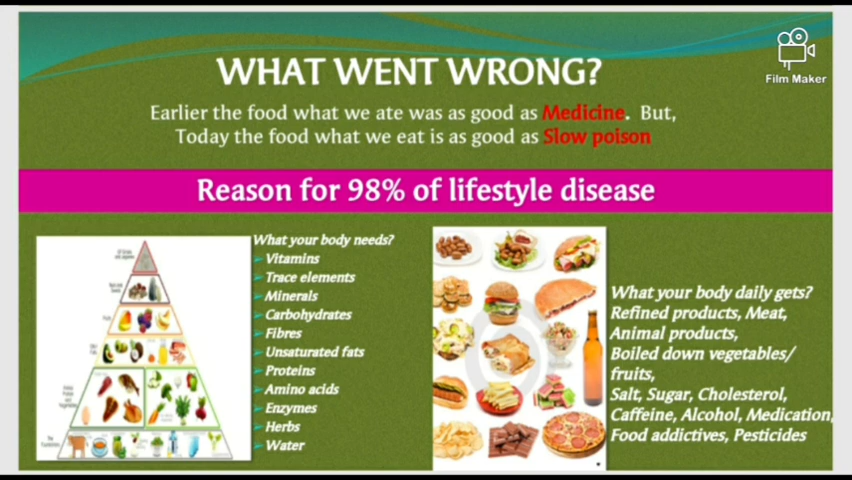 Film Maker
WHAT WENT WRONG?
Earlier the food what we ate was as good as Medicine. But,
Today the food what we eat is as good as Slow poison
Reason for 98% of lifestyle disease
What your body needs?
Vitamins
Trace elements
Minerals
Carbohydrates
Fibres
Unsaturated fats
Proteins
Amino acids
Enzymes
Herbs
Water
What your body daily gets?
Refined products, Meat,
Animal products,
Boiled down vegetables/
fruits,
Salt, Sugar, Cholesterol,
Caffeine, Alcohol, Medication,
Food addictives, Pesticides